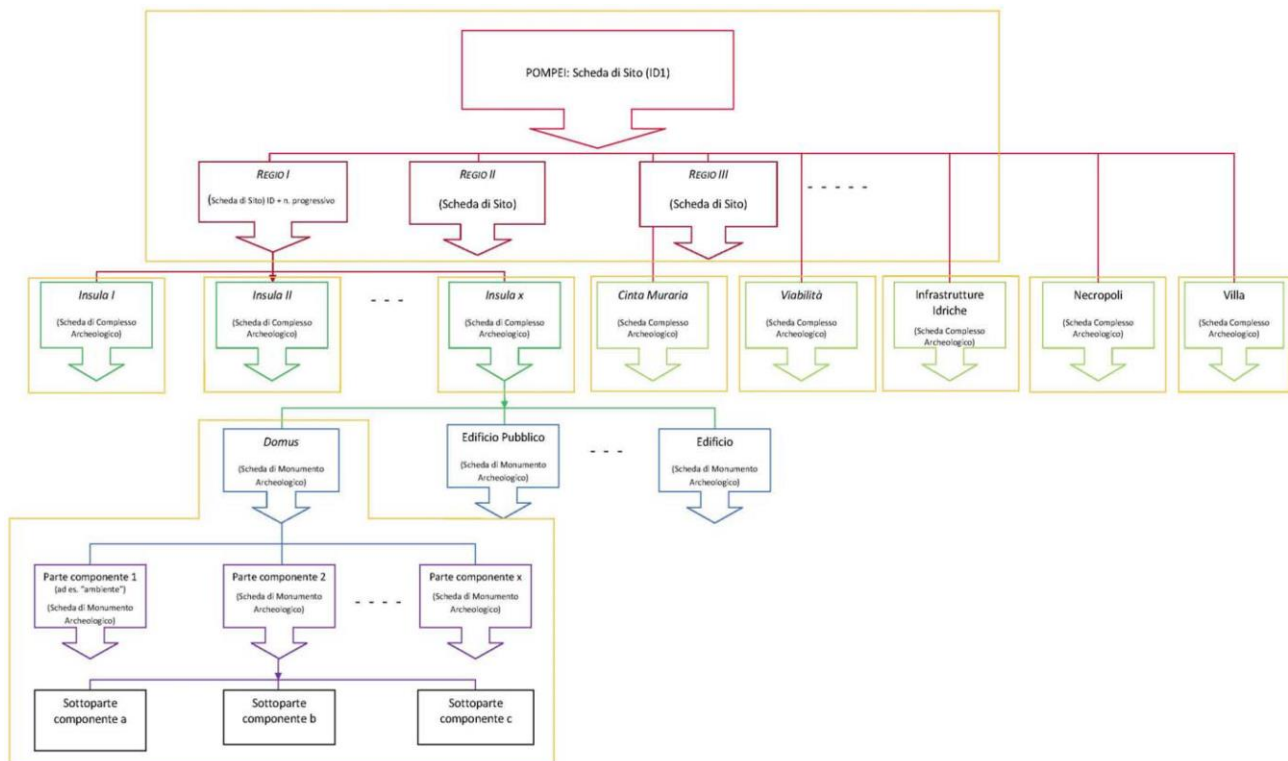 POMPEI: Scheda di Sito (ID1)
REGIO I
(Scheda di Sito) ID + n. progressivo
REGIO II
(Scheda di Sito)
REGIO III
(Scheda di Sito)
- - - - -
Insula I
(Scheda di Complesso
Archeologico)
Insula II
(Scheda di Complesso
Archeologico)
- - -
Insula x
(Scheda di Complesso
Archeologico)
Cinta Muraria
(Scheda Complesso
Archeologico)
Viabilità
(Scheda Complesso
Archeologico)
Infrastrutture
Idriche
(Scheda Complesso
Archeologico)
Necropoli
(Scheda Complesso
Archeologico)
Villa
(Scheda Complesso
Archeologico)
Domus
(Scheda di Monumento
Archeologico)
Edificio Pubblico
(Scheda di Monumento
Archeologico)
- - -
Edificio
(Scheda di Monumento
Archeologico)
Parte componente 1
(ad es. "ambiente")
(Scheda di Monumento
Archeologico)
Parte componente 2
(Scheda di Monumento
Archeologico)
- - - -
Parte componente x
(Scheda di Monumento
Archeologico)
Sottoparte
componente a
Sottoparte
componente b
Sottoparte
componente c